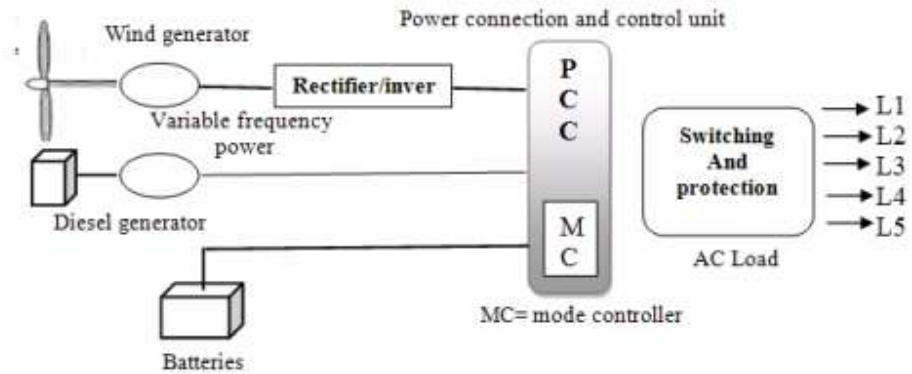 Power connection and control unit
Wind generator
P
C
C
Rectifier/inver
Variable frequency
power
Switching
And
protection
L1
L2
L3
L4
L5
Diesel generator
M
C
AC Load
MC= mode controller
Batteries